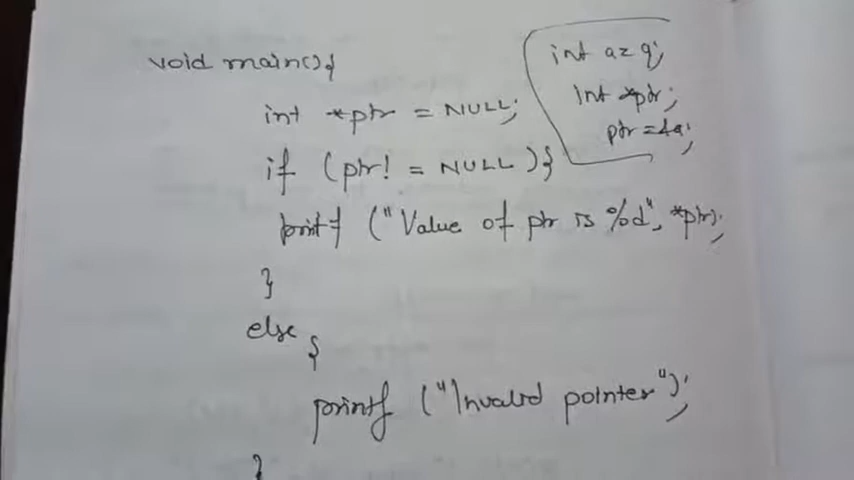 void main(){
int *ptr = NULL;
if (ptr! = NULL){
printf ("Value of ptr is %d", *ptr);
}
else {
printf ("Invalid pointer");
}
int a = 9;
int *ptr;
ptr = &a;